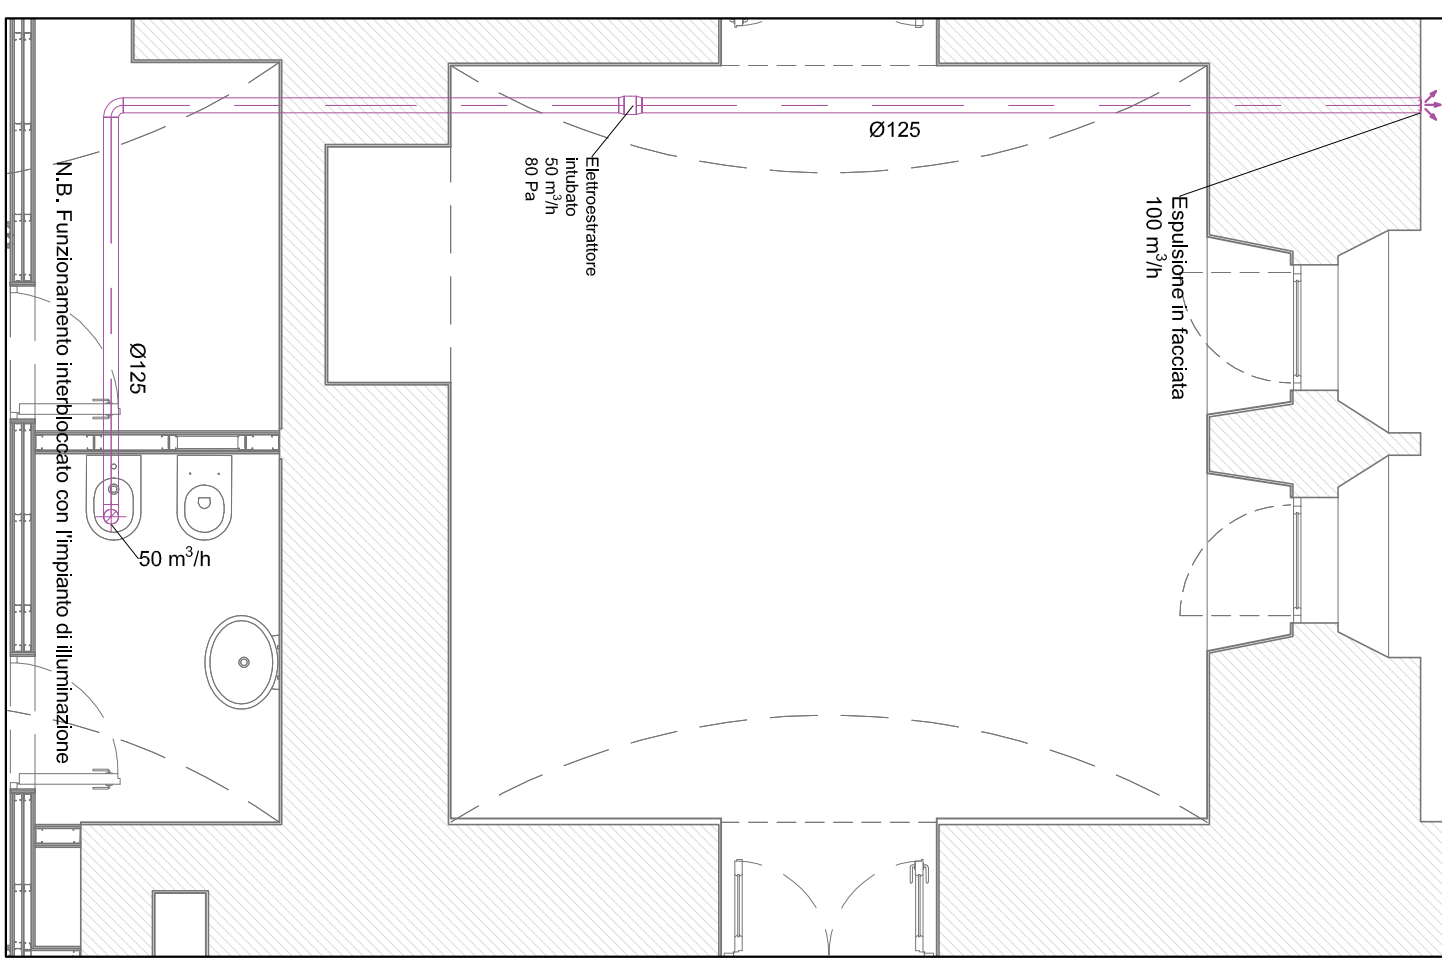 Ø125
Elettroestrattore
intubato
50 m³/h
80 Pa
Espulsione in facciata
100 m³/h
N.B. Funzionamento interbloccato con l'impianto di illuminazione
Ø125
50 m³/h